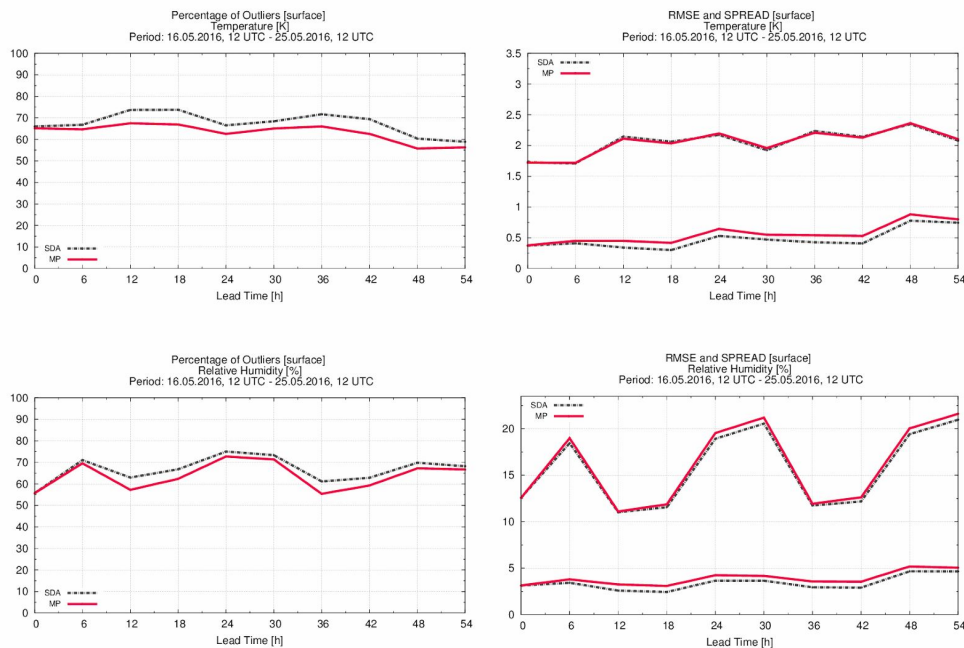 Percentage of Outliers [surface]
Temperature [K]
Period: 16.05.2016, 12 UTC - 25.05.2016, 12 UTC
100
90
80
70
60
50
40
30
20
10
0
SDA
MP
0 6 12 18 24 30 36 42 48 54
Lead Time [h]
RMSE and SPREAD [surface]
Temperature [K]
Period: 16.05.2016, 12 UTC - 25.05.2016, 12 UTC
3.5
3
2.5
2
1.5
1
0.5
0
SDA
MP
0 6 12 18 24 30 36 42 48 54
Lead Time [h]
Percentage of Outliers [surface]
Relative Humidity [%]
Period: 16.05.2016, 12 UTC - 25.05.2016, 12 UTC
100
90
80
70
60
50
40
30
20
10
0
SDA
MP
0 6 12 18 24 30 36 42 48 54
Lead Time [h]
RMSE and SPREAD [surface]
Relative Humidity [%]
Period: 16.05.2016, 12 UTC - 25.05.2016, 12 UTC
20
15
10
5
0
SDA
MP
0 6 12 18 24 30 36 42 48 54
Lead Time [h]